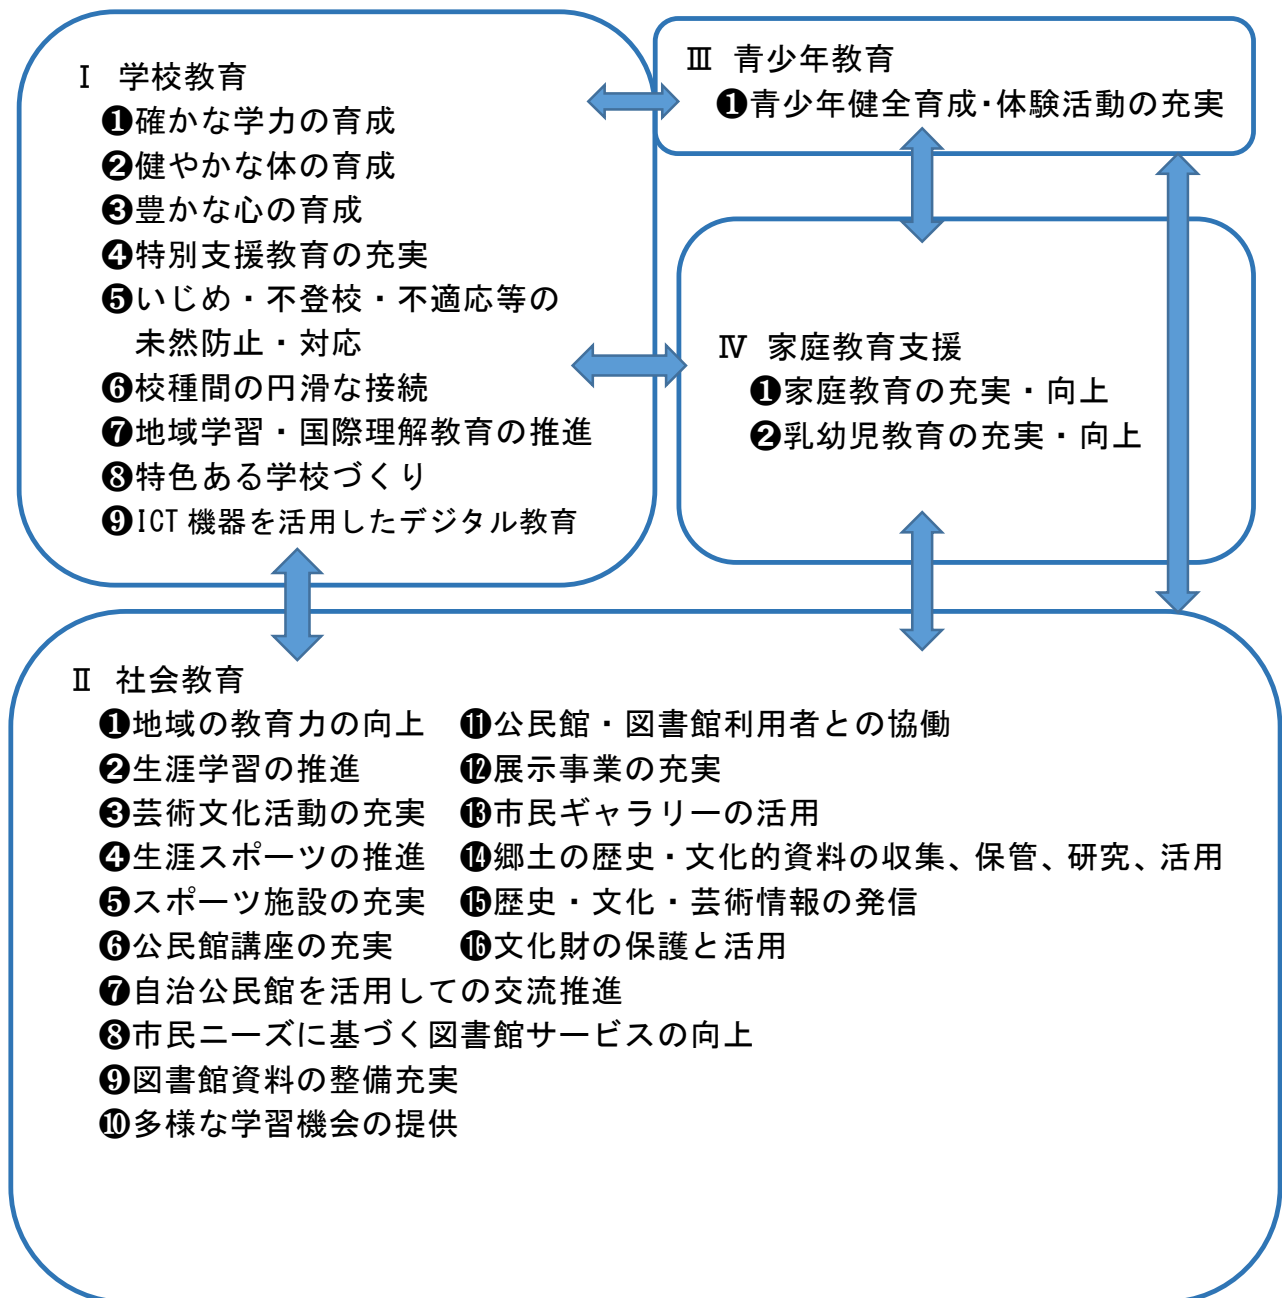 Ⅰ 学校教育
❶確かな学力の育成
❷健やかな体の育成
❸豊かな心の育成
❹特別支援教育の充実
❺いじめ・不登校・不適応等の
未然防止・対応
❻校種間の円滑な接続
❼地域学習・国際理解教育の推進
❽特色ある学校づくり
❾ICT 機器を活用したデジタル教育
Ⅲ 青少年教育
❶青少年健全育成・体験活動の充実
Ⅳ 家庭教育支援
❶家庭教育の充実・向上
❷乳幼児教育の充実・向上
Ⅱ 社会教育
❶地域の教育力の向上
❷生涯学習の推進
❸芸術文化活動の充実
❹生涯スポーツの推進
❺スポーツ施設の充実
❻公民館講座の充実
❼自治公民館を活用しての交流推進
❽市民ニーズに基づく図書館サービスの向上
❾図書館資料の整備充実
❿多様な学習機会の提供
⓫公民館・図書館利用者との協働
⓬展示事業の充実
⓭市民ギャラリーの活用
⓮郷土の歴史・文化的資料の収集、保管、研究、活用
⓯歴史・文化・芸術情報の発信
⓰文化財の保護と活用